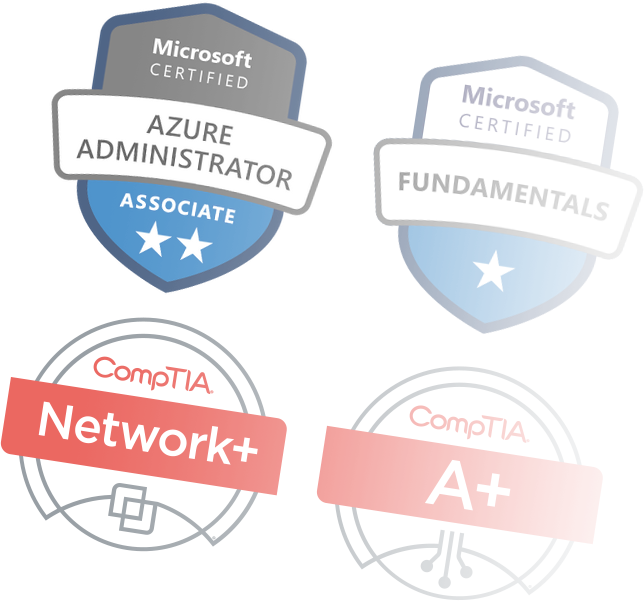 Microsoft
CERTIFIED
AZURE
ADMINISTRATOR
ASSOCIATE
Microsoft
CERTIFIED
FUNDAMENTALS
CompTIA.
Network+
CompTIA.
A+